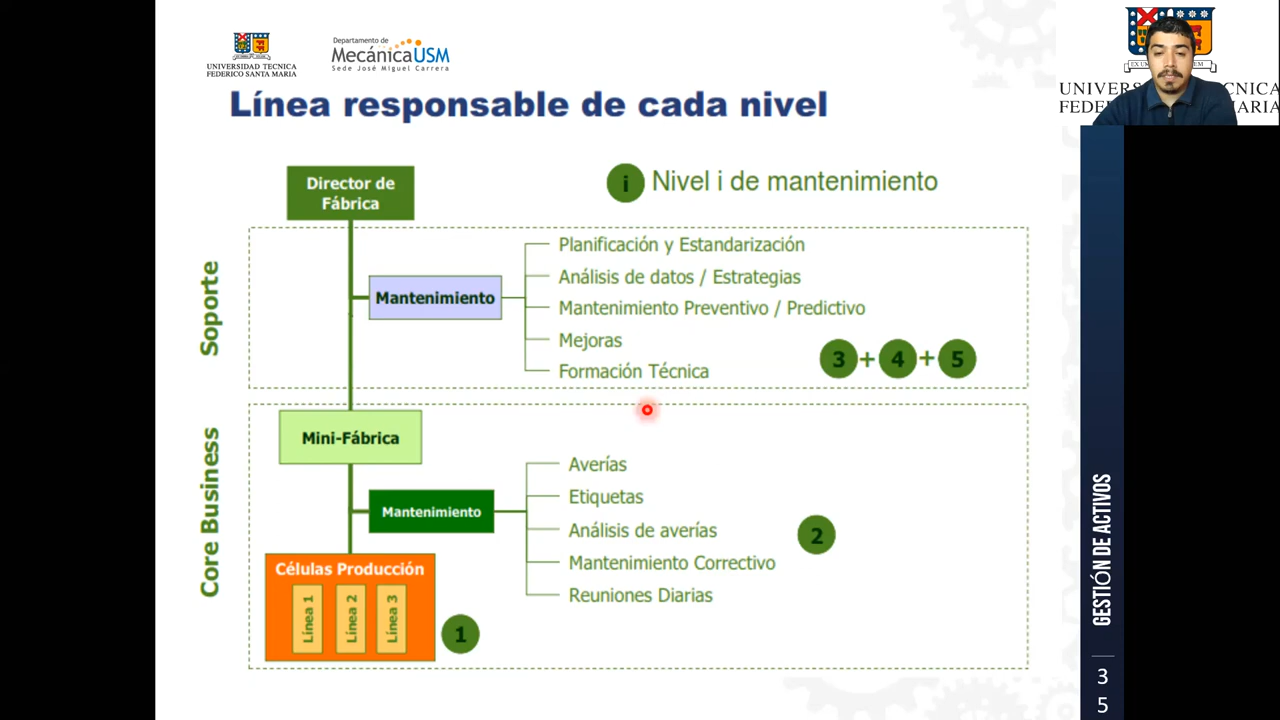 UNIVERSIDAD TECNICA
FEDERICO SANTA MARIA
Departamento de
MecánicaUSM
Sede José Miguel Carrera
Línea responsable de cada nivel
Director de
Fábrica
i Nivel i de mantenimiento
Soporte
Mantenimiento
Planificación y Estandarización
Análisis de datos / Estrategias
Mantenimiento Preventivo / Predictivo
Mejoras
Formación Técnica
3 + 4 + 5
Core Business
Mini-Fábrica
Mantenimiento
Averías
Etiquetas
Análisis de averías
Mantenimiento Correctivo
Reuniones Diarias
2
Células Producción
Línea 1
Línea 2
Línea 3
1
GESTIÓN DE ACTIVOS
3
5